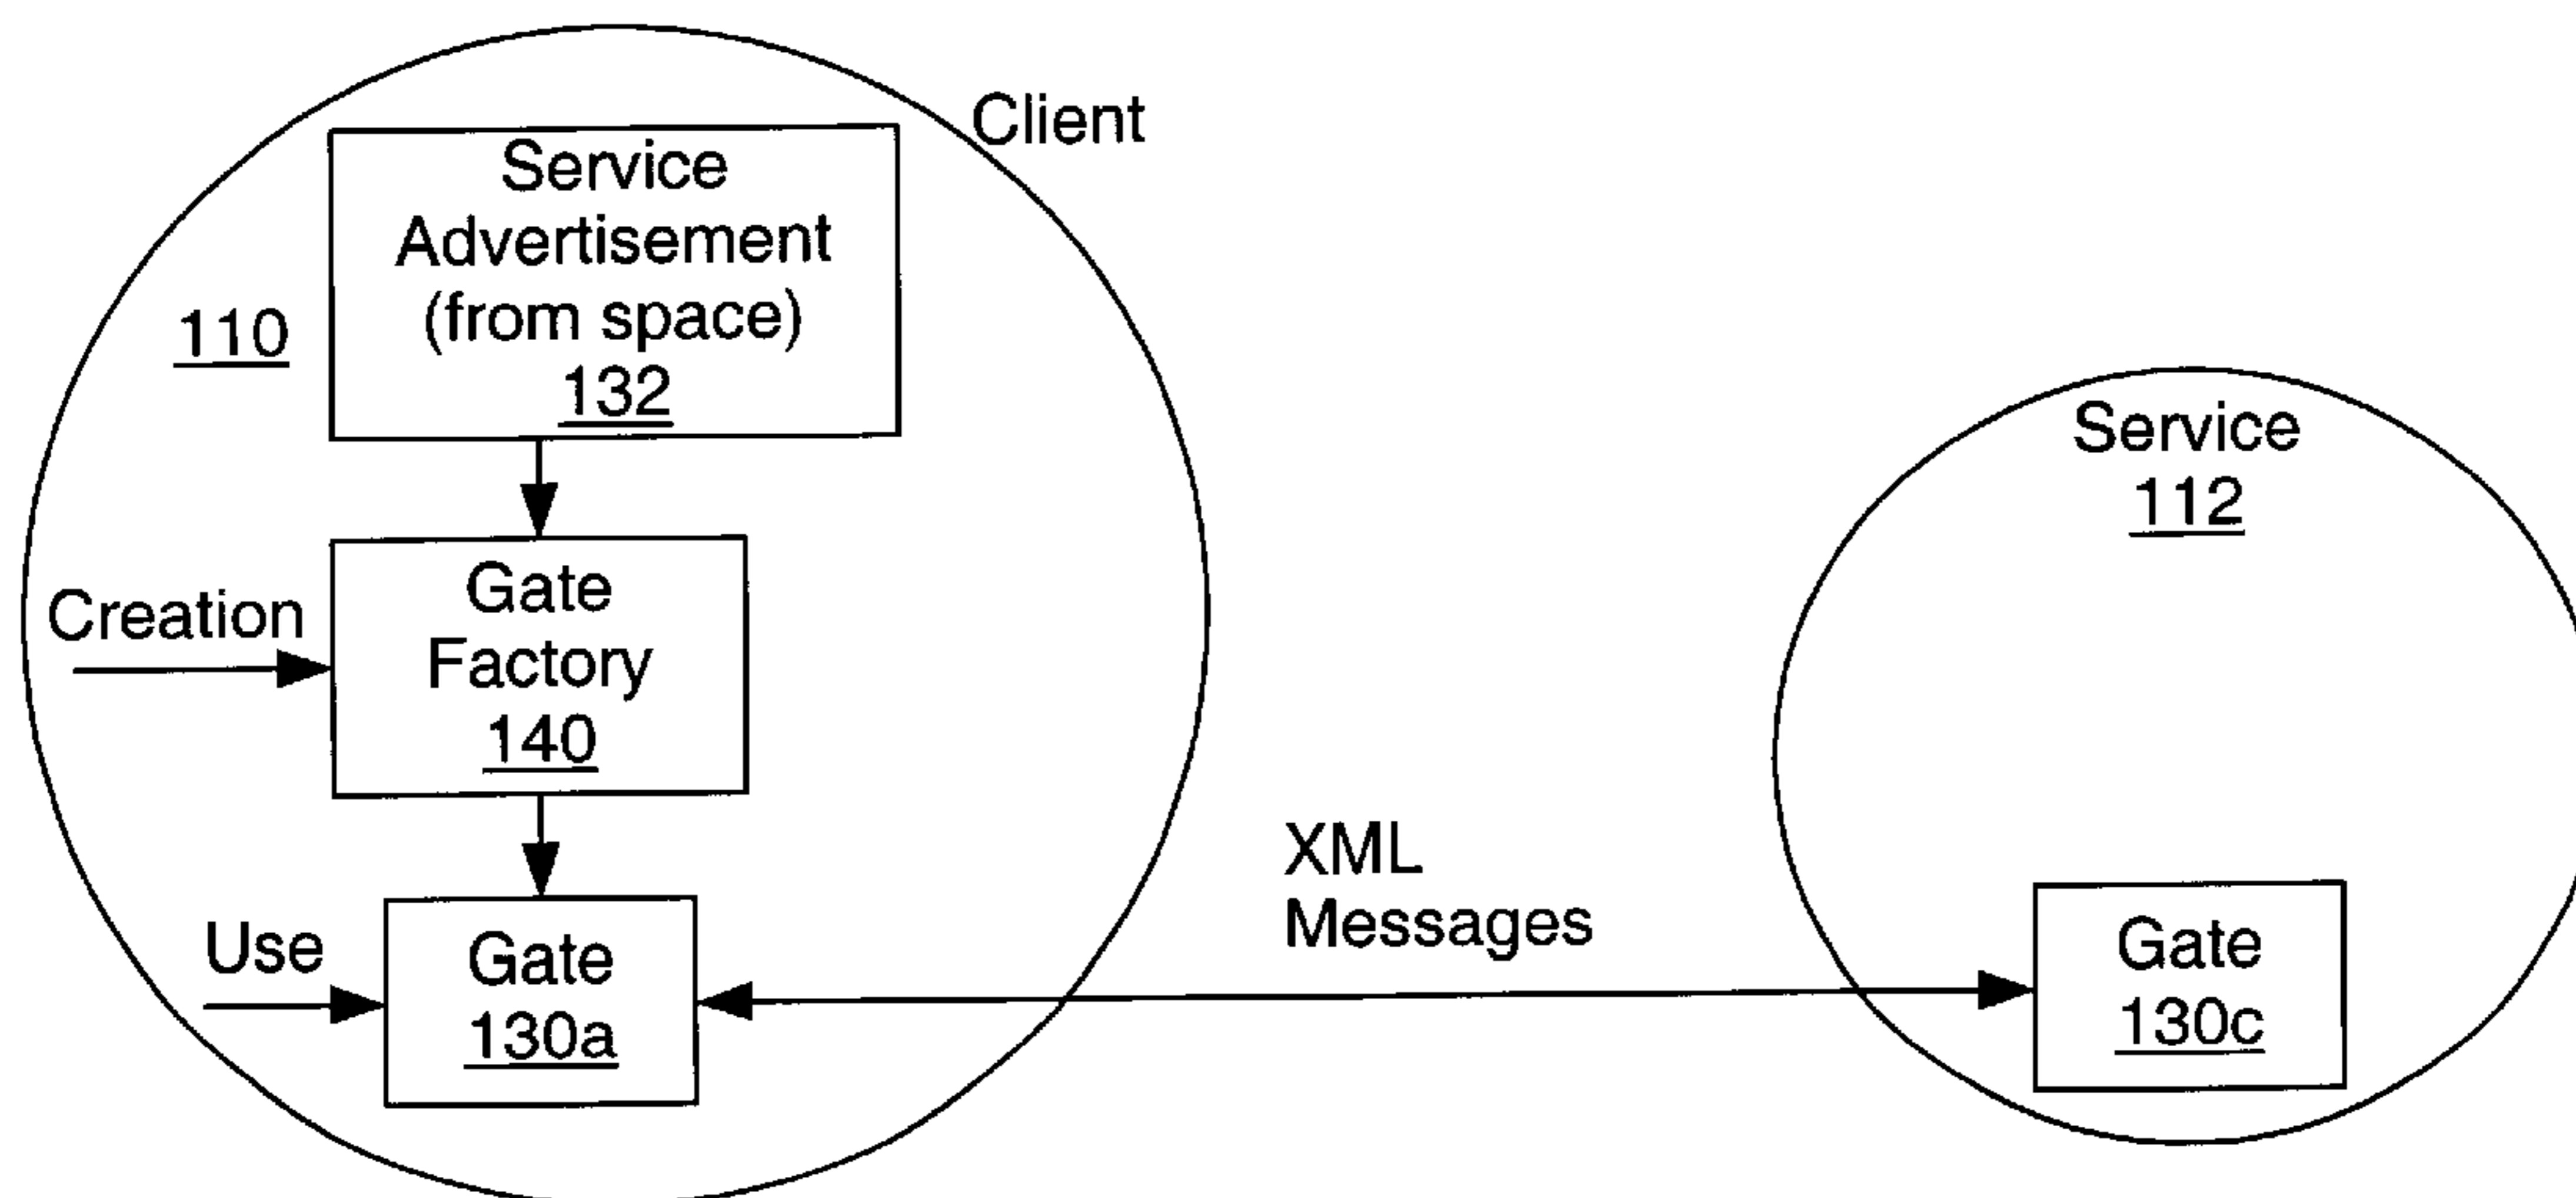 Client
110
Service
Advertisement
(from space)
132
Creation
Gate
Factory
140
Use
Gate
130a
XML
Messages
Service
112
Gate
130c